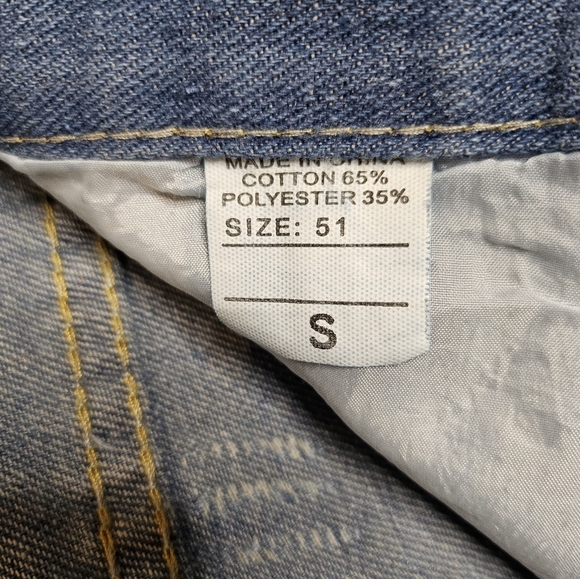 MADE IN CHINA
COTTON 65%
POLYESTER 35%
SIZE: 51
S